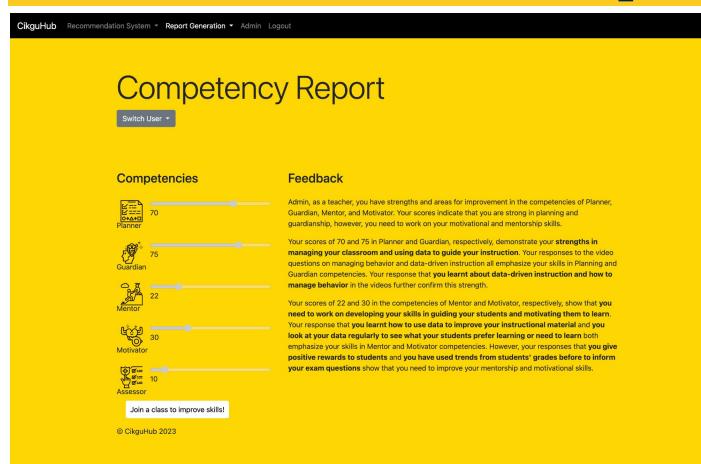 CikguHub Recommendation System Report Generation Admin Logout
Competency Report
Switch User
Competencies
70
Planner
75
Guardian
22
Mentor
30
Motivator
10
Assessor
Join a class to improve skills!
© CikguHub 2023
Feedback
Admin, as a teacher, you have strengths and areas for improvement in the competencies of Planner,
Guardian, Mentor, and Motivator. Your scores indicate that you are strong in planning and
guardianship, however, you need to work on your motivational and mentorship skills.
Your scores of 70 and 75 in Planner and Guardian, respectively, demonstrate your strengths in
managing your classroom and using data to guide your instruction. Your responses to the video
questions on managing behavior and data-driven instruction all emphasize your skills in Planning and
Guardian competencies. Your response that you learnt about data-driven instruction and how to
manage behavior in the videos further confirm this strength.
Your scores of 22 and 30 in the competencies of Mentor and Motivator, respectively, show that you
need to work on developing your skills in guiding your students and motivating them to learn.
Your response that you learnt how to use data to improve your instructional material and you
look at your data regularly to see what your students prefer learning or need to learn both
emphasize your skills in Mentor and Motivator competencies. However, your responses that you give
positive rewards to students and you have used trends from students' grades before to inform
your exam questions show that you need to improve your mentorship and motivational skills.